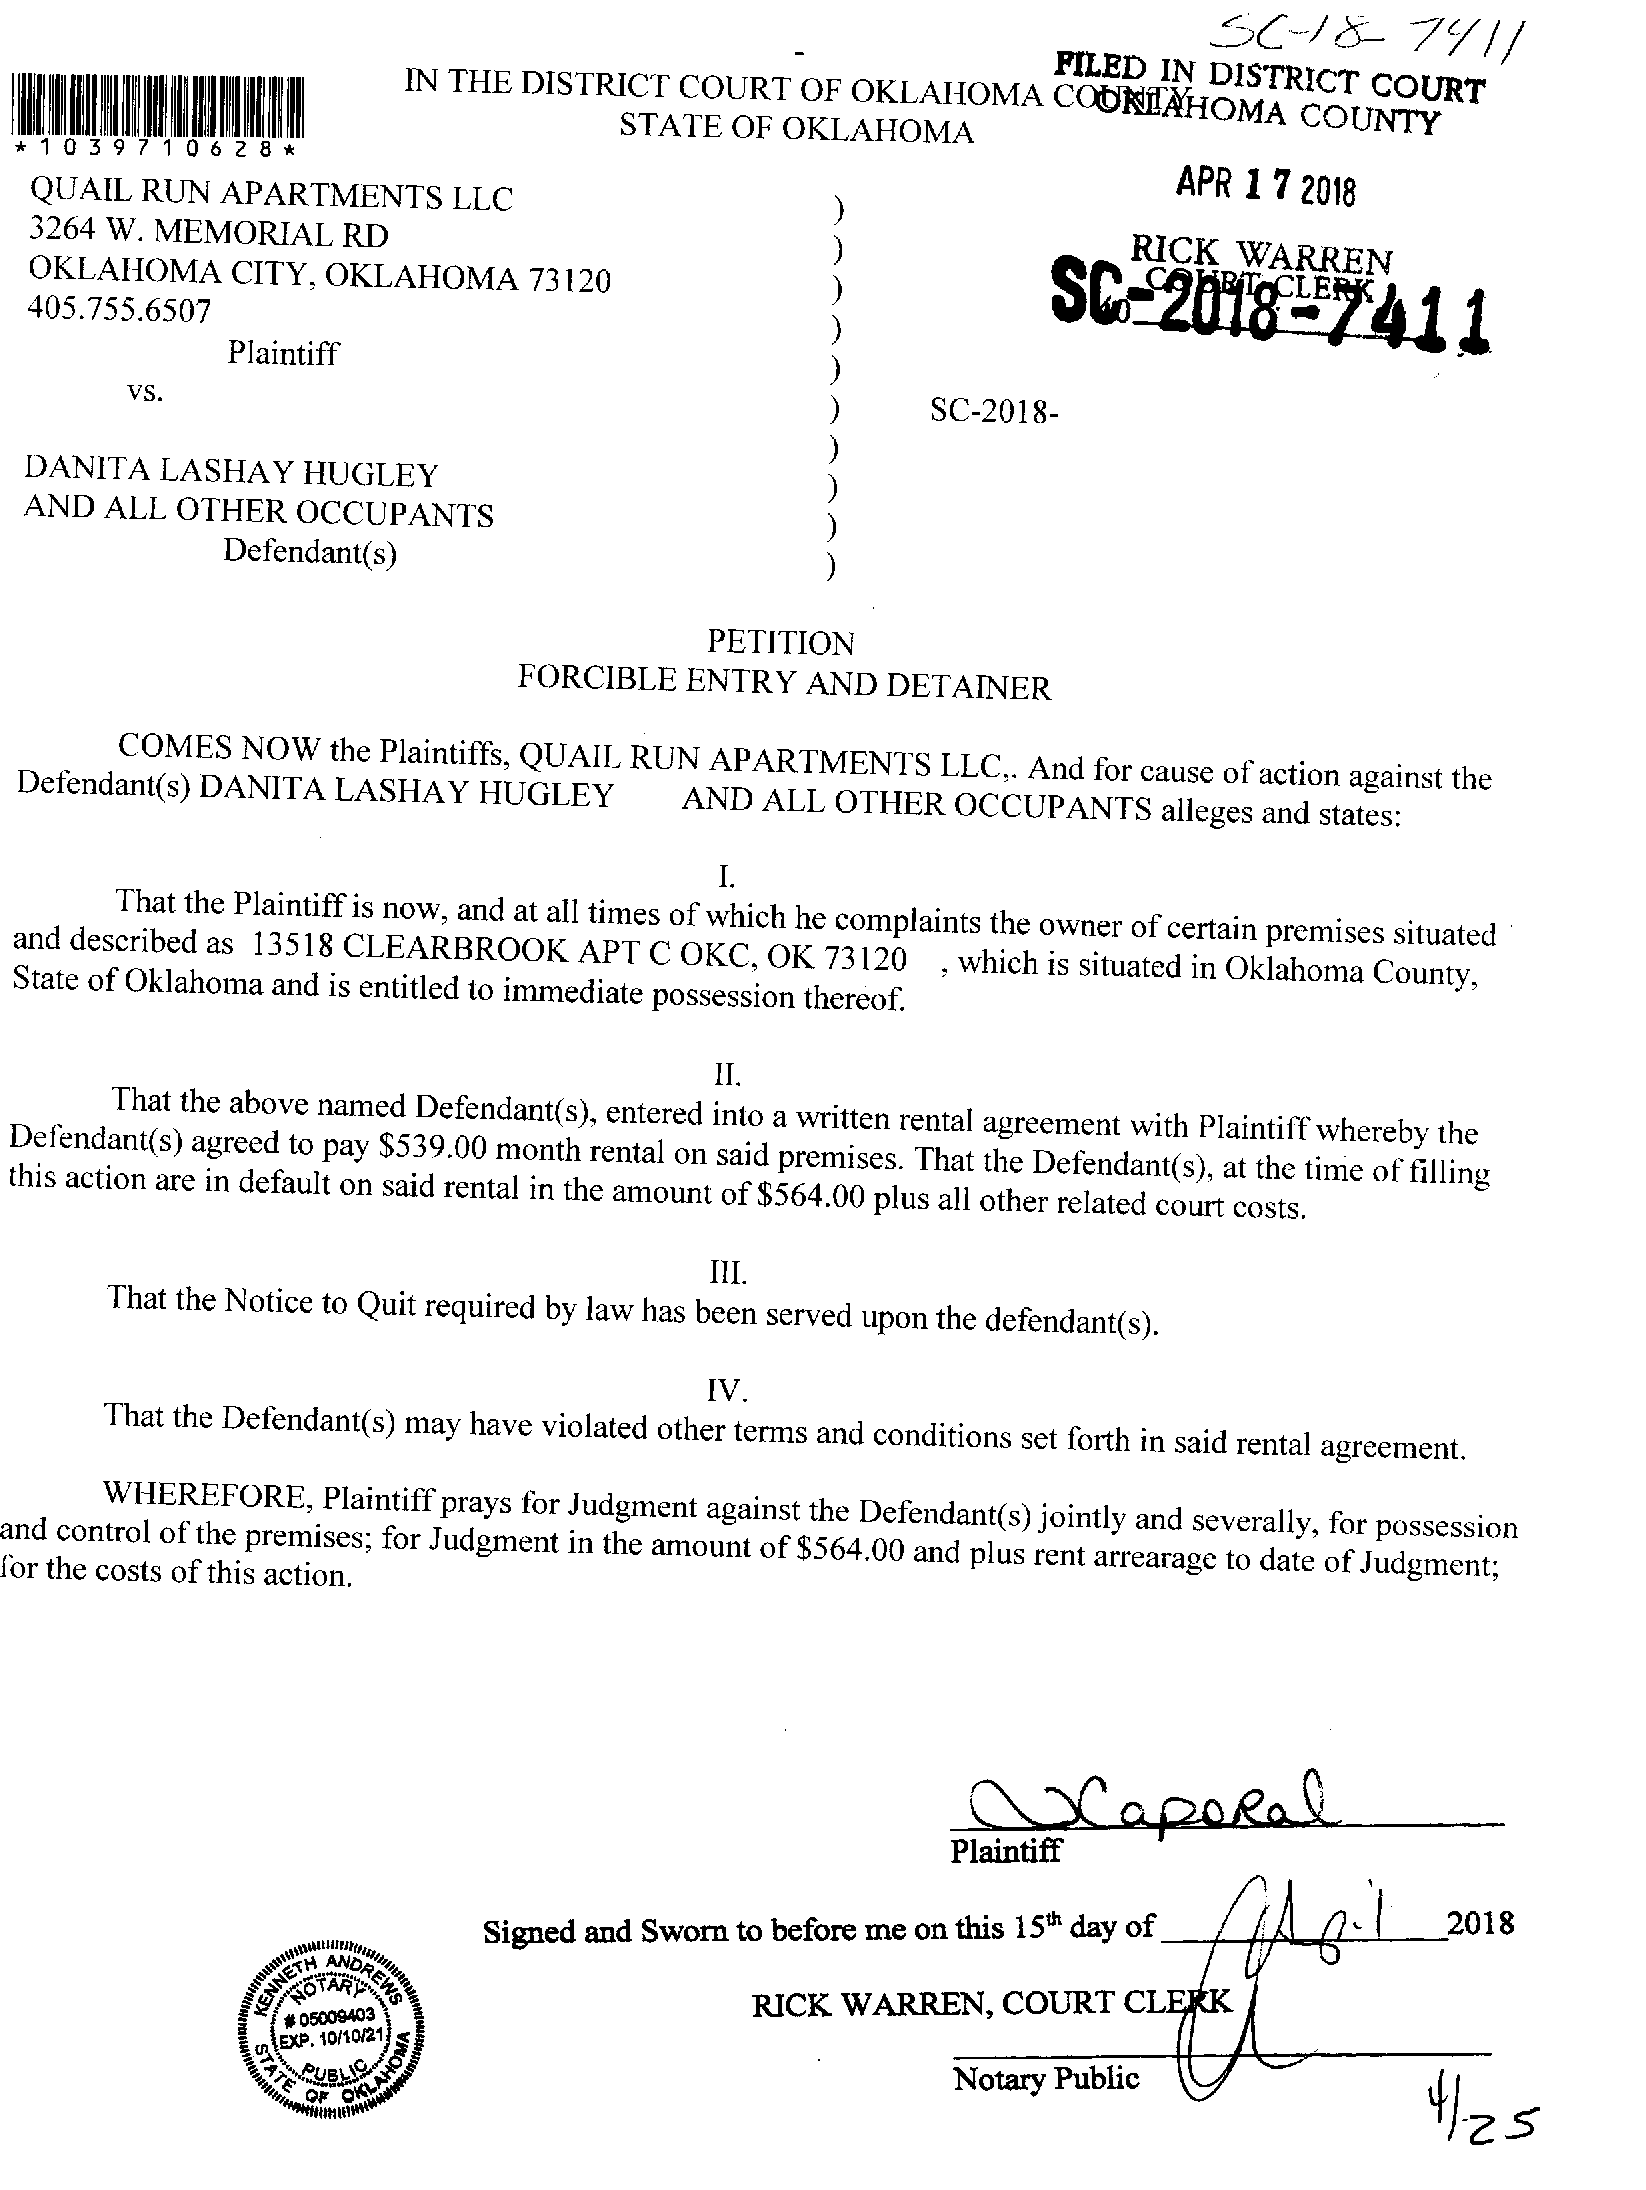 SC-18-7411
FILED IN DISTRICT COURT
OKLAHOMA COUNTY
IN THE DISTRICT COURT OF OKLAHOMA COUNTY
STATE OF OKLAHOMA
*1039710628*
APR 17 2018
RICK WARREN
COURT CLERK
SC-2018-7411
QUAIL RUN APARTMENTS LLC )
3264 W. MEMORIAL RD )
OKLAHOMA CITY, OKLAHOMA 73120 )
405.755.6507 )
Plaintiff )
vs. ) SC-2018-
)
DANITA LASHAY HUGLEY )
AND ALL OTHER OCCUPANTS )
Defendant(s) )
PETITION
FORCIBLE ENTRY AND DETAINER
COMES NOW the Plaintiffs, QUAIL RUN APARTMENTS LLC,. And for cause of action against the
Defendant(s) DANITA LASHAY HUGLEY AND ALL OTHER OCCUPANTS alleges and states:
I.
That the Plaintiff is now, and at all times of which he complaints the owner of certain premises situated
and described as 13518 CLEARBROOK APT C OKC, OK 73120 , which is situated in Oklahoma County,
State of Oklahoma and is entitled to immediate possession thereof.
II.
That the above named Defendant(s), entered into a written rental agreement with Plaintiff whereby the
Defendant(s) agreed to pay $539.00 month rental on said premises. That the Defendant(s), at the time of filling
this action are in default on said rental in the amount of $564.00 plus all other related court costs.
III.
That the Notice to Quit required by law has been served upon the defendant(s).
IV.
That the Defendant(s) may have violated other terms and conditions set forth in said rental agreement.
WHEREFORE, Plaintiff prays for Judgment against the Defendant(s) jointly and severally, for possession
and control of the premises; for Judgment in the amount of $564.00 and plus rent arrearage to date of Judgment;
for the costs of this action.
Caporal
Plaintiff
Signed and Sworn to before me on this 15th day of April 2018
RICK WARREN, COURT CLERK
Notary Public
KENNETH ANDREWS
NOTARY
# 05009403
EXP. 10/10/21
PUBLIC
STATE OF OKLAHOMA
4/25